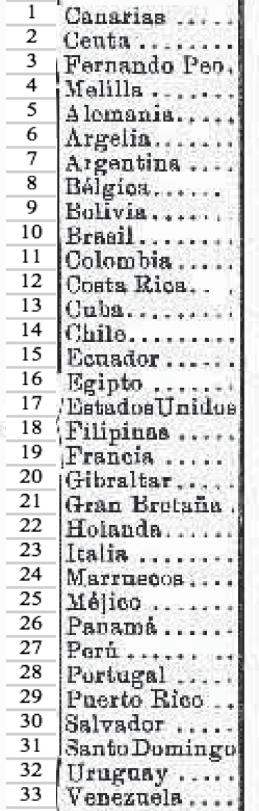 1 Canarias .....
2 Ceuta ........
3 Fernando Poo.
4 Melilla .......
5 Alemania.....
6 Argelia.......
7 Argentina ....
8 Bélgica......
9 Bolivia.......
10 Brasil........
11 Colombia.....
12 Costa Rica.. .
13 Cuba.........
14 Chile.........
15 Ecuador ......
16 Egipto .......
17 Estados Unidos
18 Filipinas .....
19 Francia ......
20 Gibraltar.....
21 Gran Bretaña .
22 Holanda......
23 Italia ........
24 Marruecos....
25 Méjico .......
26 Panamá......
27 Perú...... ....
28 Portugal .....
29 Puerto Rico ..
30 Salvador .....
31 Santo Domingo
32 Uruguay .....
33 Venezuela....